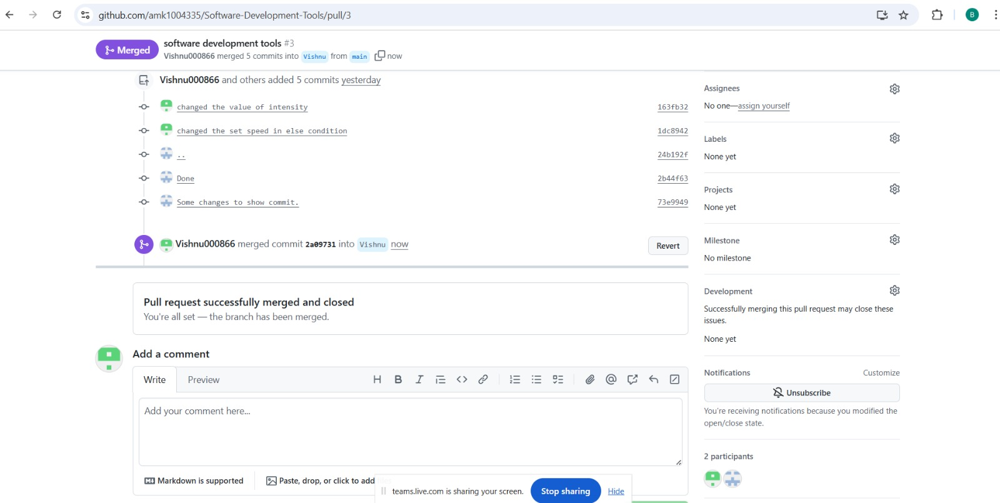 github.com/amk1004335/Software-Development-Tools/pull/3
B
Merged
software development tools #3
Vishnu000866 merged 5 commits into Vishnu from main now
Vishnu000866 and others added 5 commits yesterday
changed the value of intensity 163fb32
changed the set speed in else condition 1dc8942
.. 24b192f
Done 2b44f63
Some changes to show commit. 73e9949
Vishnu000866 merged commit 2a09731 into Vishnu now
Revert
Pull request successfully merged and closed
You're all set — the branch has been merged.
Add a comment
Write Preview
Add your comment here...
Markdown is supported
Paste, drop, or click to add
teams.live.com is sharing your screen. Stop sharing Hide
Assignees
No one—assign yourself
Labels
None yet
Projects
None yet
Milestone
No milestone
Development
Successfully merging this pull request may close these
issues.
None yet
Notifications Customize
Unsubscribe
You're receiving notifications because you modified the
open/close state.
2 participants